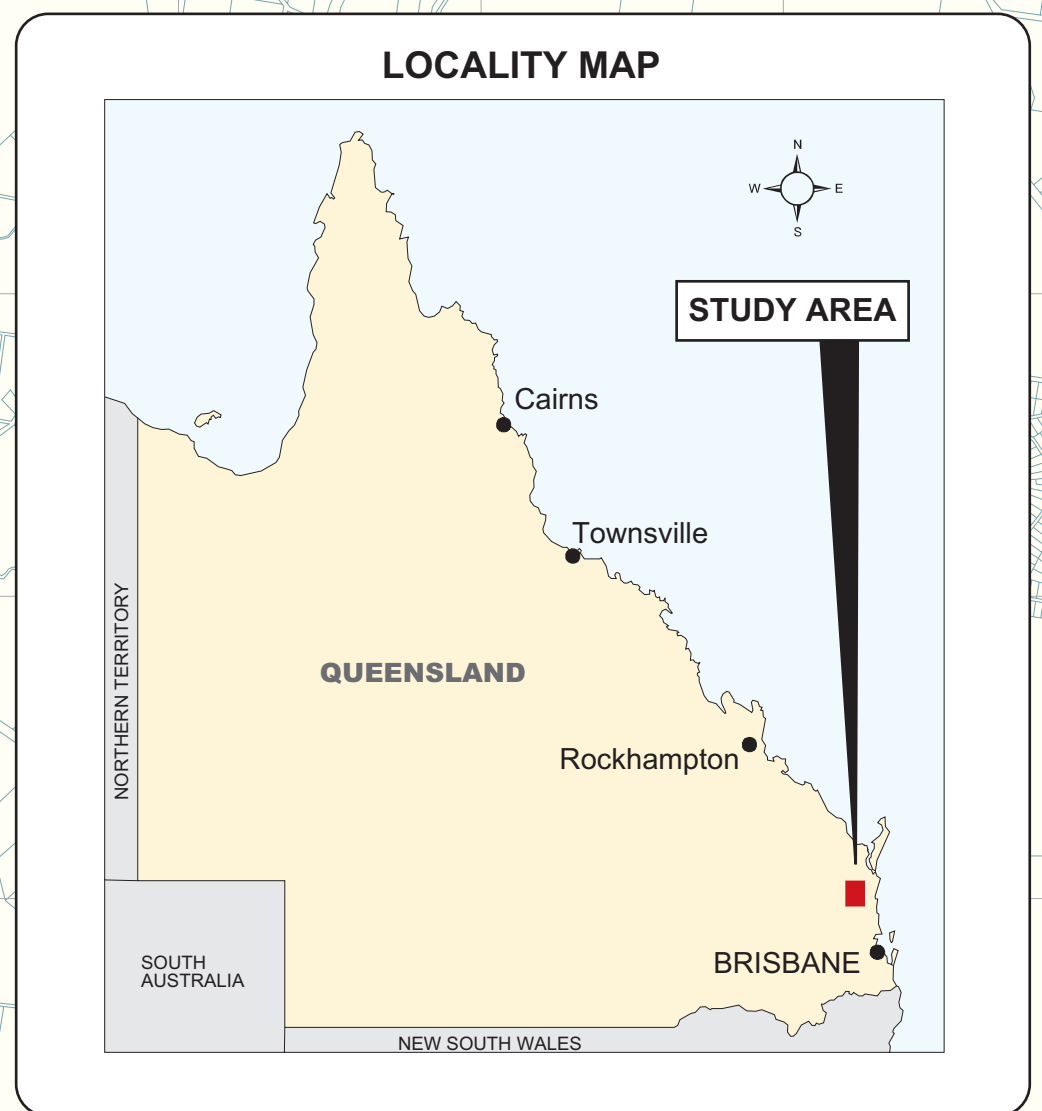 LOCALITY MAP
N
W E
S
STUDY AREA
Cairns
Townsville
NORTHERN TERRITORY
QUEENSLAND
Rockhampton
SOUTH
AUSTRALIA
BRISBANE
NEW SOUTH WALES